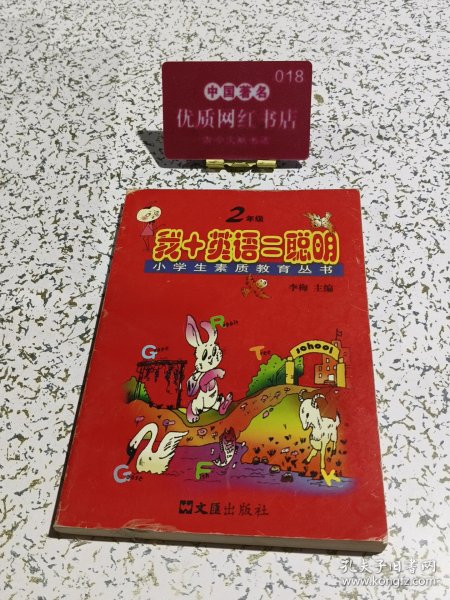 018
中国著名
优质网红书店
2年级
我+英语=聪明
小学生素质教育丛书
李梅 主编
school
G
R
T
G
F
K
文匯出版社
孔夫子旧书网
www.kongfz.com